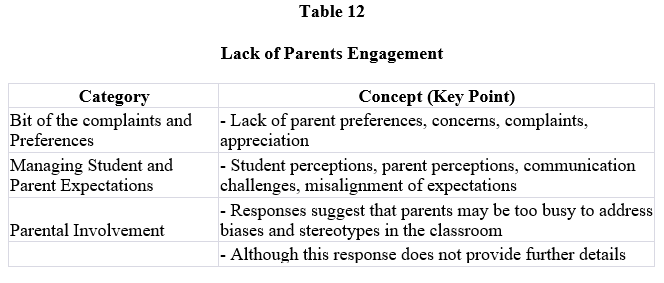 Table 12
Lack of Parents Engagement
Category
Concept (Key Point)
Bit of the complaints and
Preferences
- Lack of parent preferences, concerns, complaints,
appreciation
Managing Student and
Parent Expectations
- Student perceptions, parent perceptions, communication
challenges, misalignment of expectations
Parental Involvement
- Responses suggest that parents may be too busy to address
biases and stereotypes in the classroom
- Although this response does not provide further details